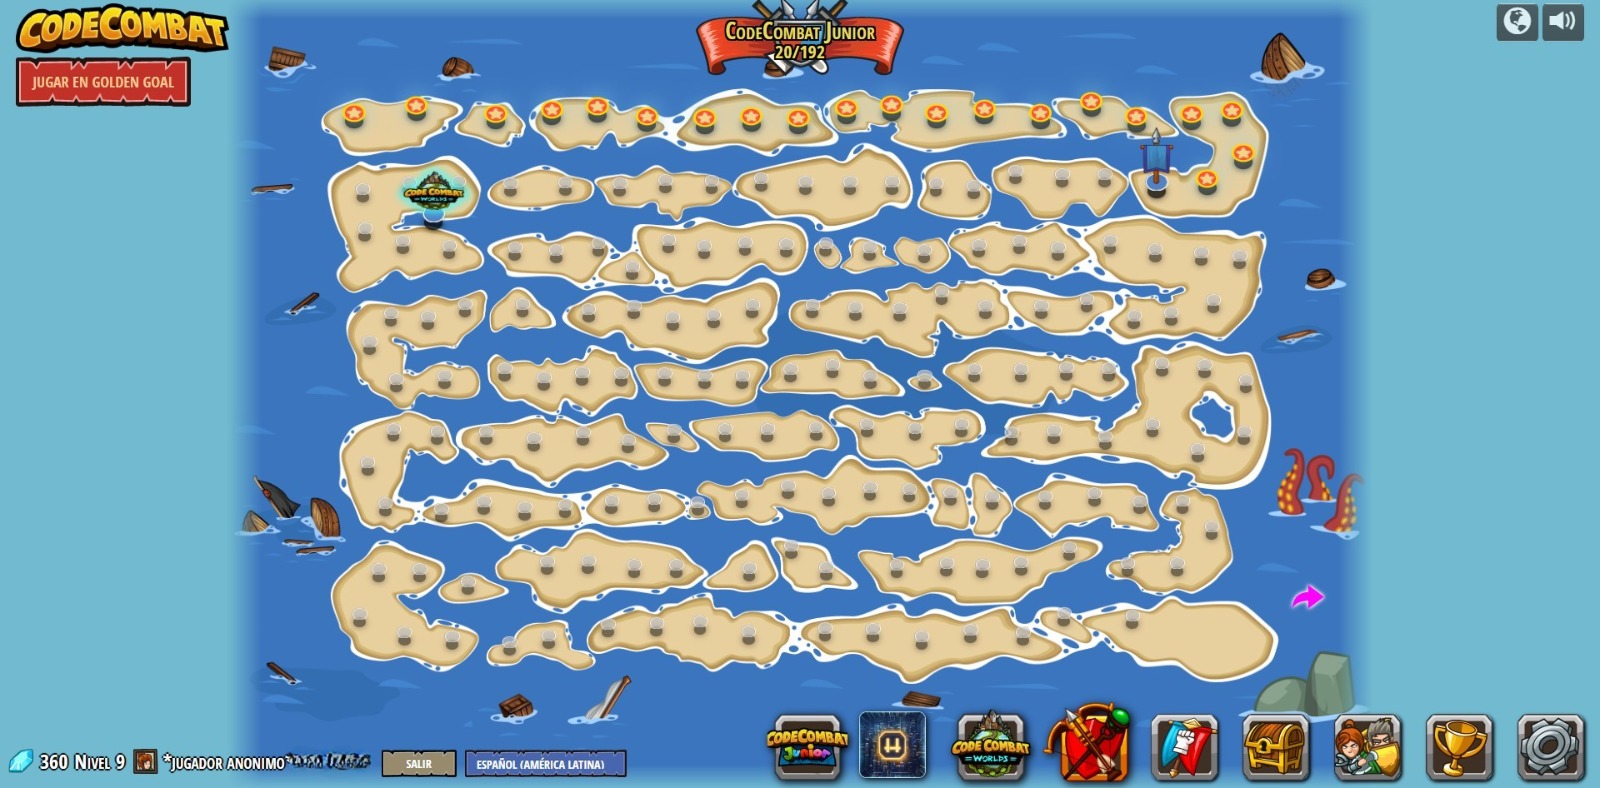 CODECOMBAT
JUGAR EN GOLDEN GOAL
CODECOMBAT JUNIOR
20/192
CODE COMBAT
WORLDS
360 NIVEL 9 *JUGADOR ANONIMO*
SALIR
ESPAÑOL (AMÉRICA LATINA)
CODECOMBAT
Junior
CODE COMBAT
WORLDS